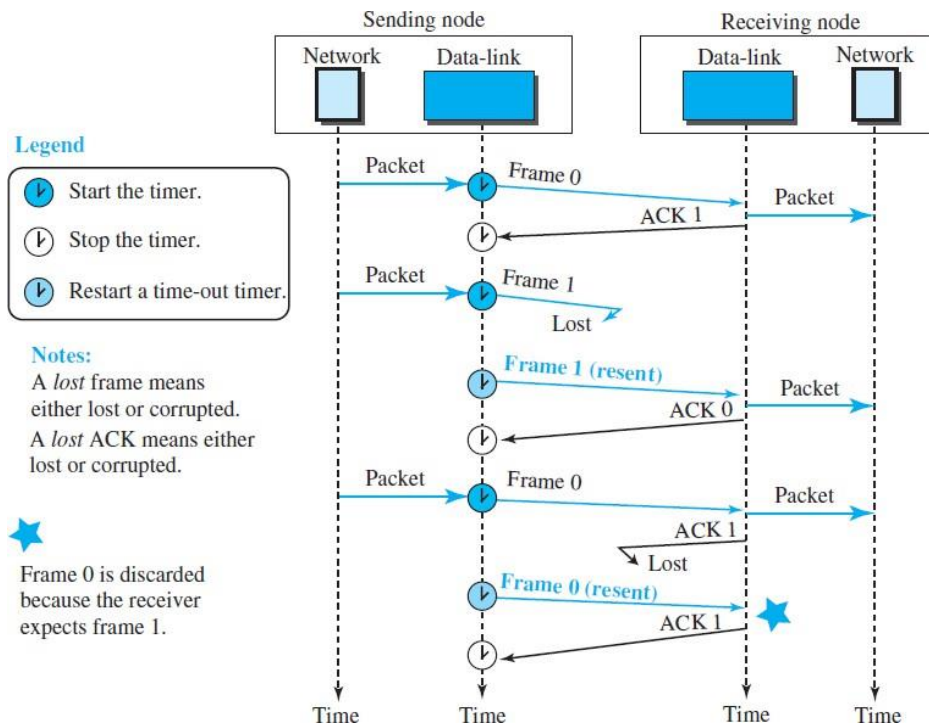 Sending node
Receiving node
Network
Data-link
Data-link
Network
Legend
Start the timer.
Stop the timer.
Restart a time-out timer.
Notes:
A lost frame means
either lost or corrupted.
A lost ACK means either
lost or corrupted.
Frame 0 is discarded
because the receiver
expects frame 1.
Packet
Frame 0
Packet
ACK 1
Packet
Frame 1
Lost
Frame 1 (resent)
Packet
ACK 0
Packet
Frame 0
Packet
ACK 1
Lost
Frame 0 (resent)
ACK 1
Time
Time
Time
Time